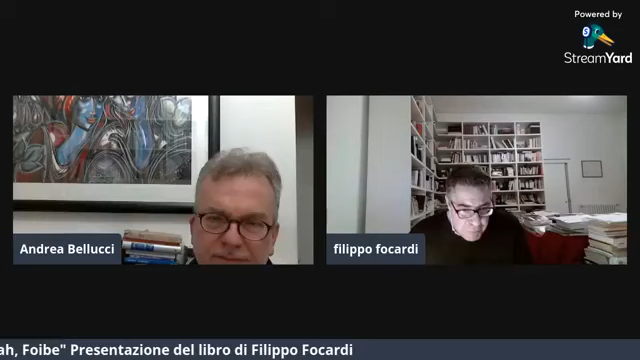 Powered by
StreamYard
Andrea Bellucci
filippo focardi
ah, Foibe" Presentazione del libro di Filippo Focardi